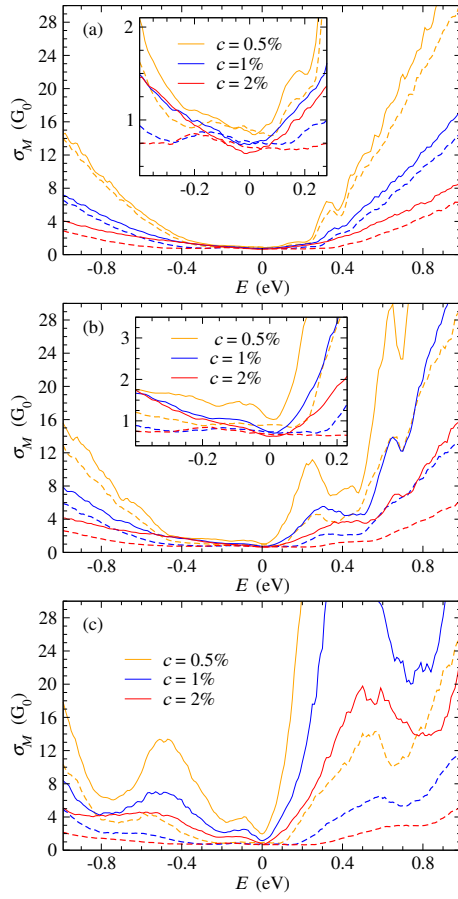 (a)
σ_M (G₀)
28
24
20
16
12
8
4
0
2
1
c = 0.5%
c = 1%
c = 2%
-0.2 0 0.2
-0.8 -0.4 0 0.4 0.8
E (eV)
(b)
σ_M (G₀)
28
24
20
16
12
8
4
0
3
2
1
c = 0.5%
c = 1%
c = 2%
-0.2 0 0.2
-0.8 -0.4 0 0.4 0.8
E (eV)
(c)
σ_M (G₀)
28
24
20
16
12
8
4
0
c = 0.5%
c = 1%
c = 2%
-0.8 -0.4 0 0.4 0.8
E (eV)